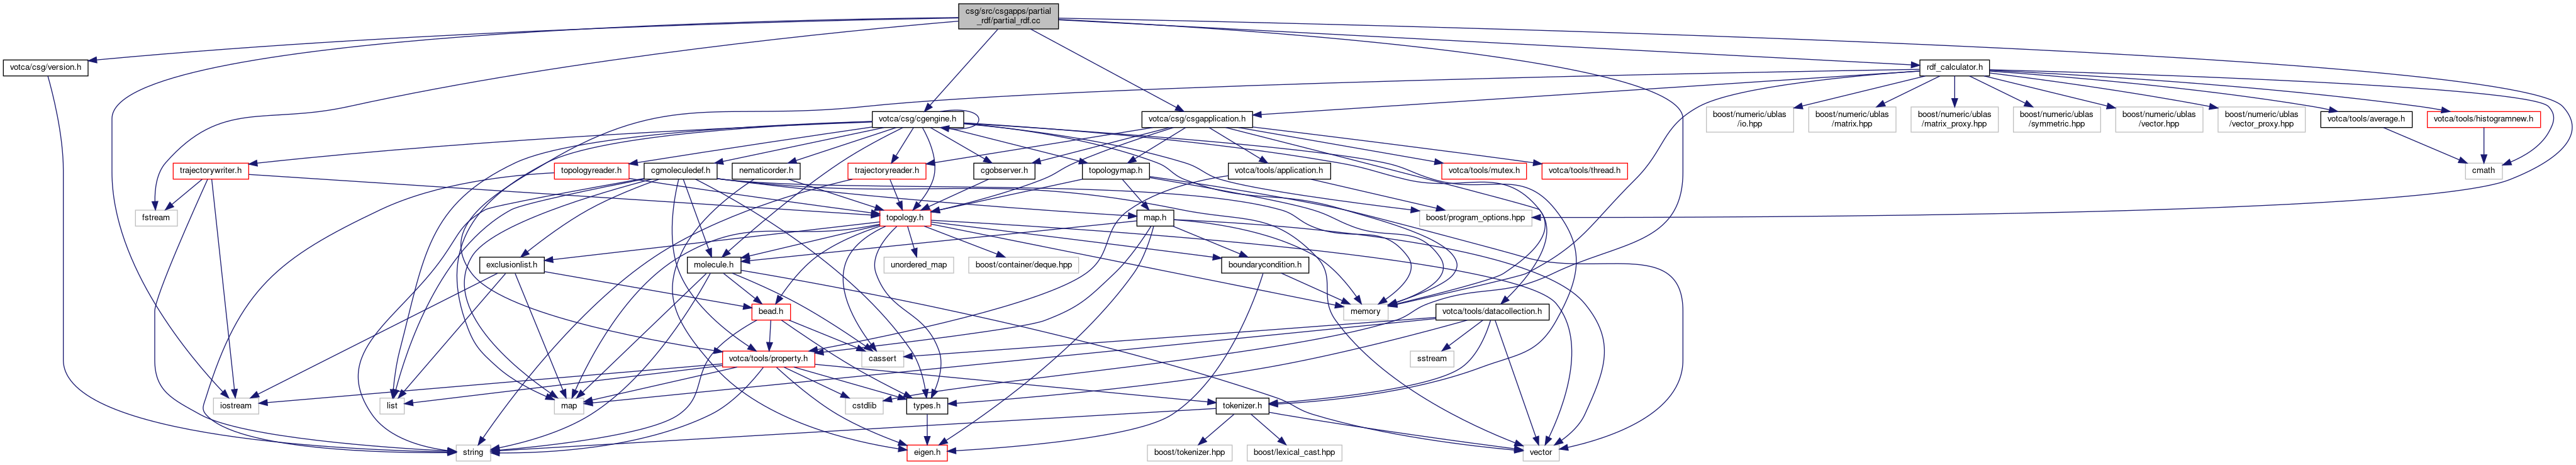 csg/src/csgapps/partial
_rdf/partial_rdf.cc
votca/csg/version.h
rdf_calculator.h
votca/csg/cgengine.h
votca/csg/csgapplication.h
boost/numeric/ublas
/io.hpp
boost/numeric/ublas
/matrix.hpp
boost/numeric/ublas
/matrix_proxy.hpp
boost/numeric/ublas
/symmetric.hpp
boost/numeric/ublas
/vector.hpp
boost/numeric/ublas
/vector_proxy.hpp
votca/tools/average.h
votca/tools/histogramnew.h
trajectorywriter.h
topologyreader.h
cgmoleculedef.h
nematicorder.h
trajectoryreader.h
cgobserver.h
topologymap.h
votca/tools/application.h
votca/tools/mutex.h
votca/tools/thread.h
cmath
fstream
topology.h
map.h
boost/program_options.hpp
exclusionlist.h
molecule.h
unordered_map
boost/container/deque.hpp
boundarycondition.h
bead.h
memory
votca/tools/datacollection.h
votca/tools/property.h
cassert
sstream
iostream
list
map
cstdlib
types.h
tokenizer.h
string
eigen.h
boost/tokenizer.hpp
boost/lexical_cast.hpp
vector